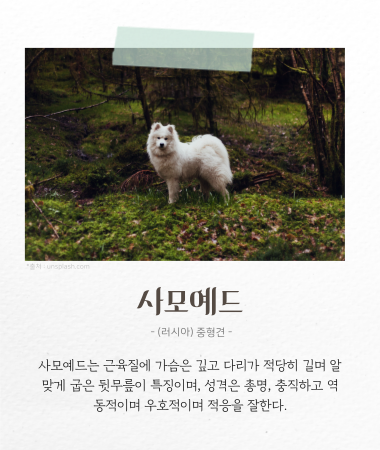 *출처 : unsplash.com
사모예드
- (러시아) 중형견 -
사모예드는 근육질에 가슴은 깊고 다리가 적당히 길며 알
맞게 굽은 뒷무릎이 특징이며, 성격은 총명, 충직하고 역
동적이며 우호적이며 적응을 잘한다.